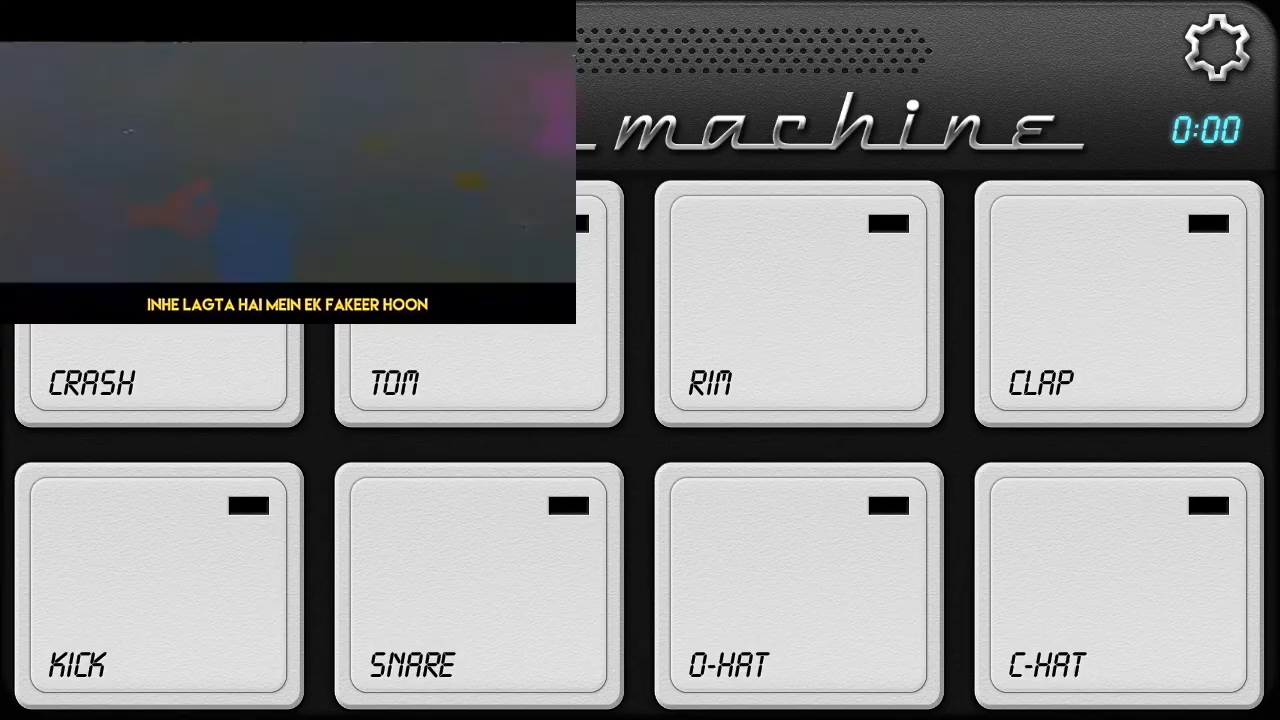 machine
0:00
INHE LAGTA HAI MEIN EK FAKEER HOON
CRASH
TOM
RIM
CLAP
KICK
SNARE
O-HAT
C-HAT